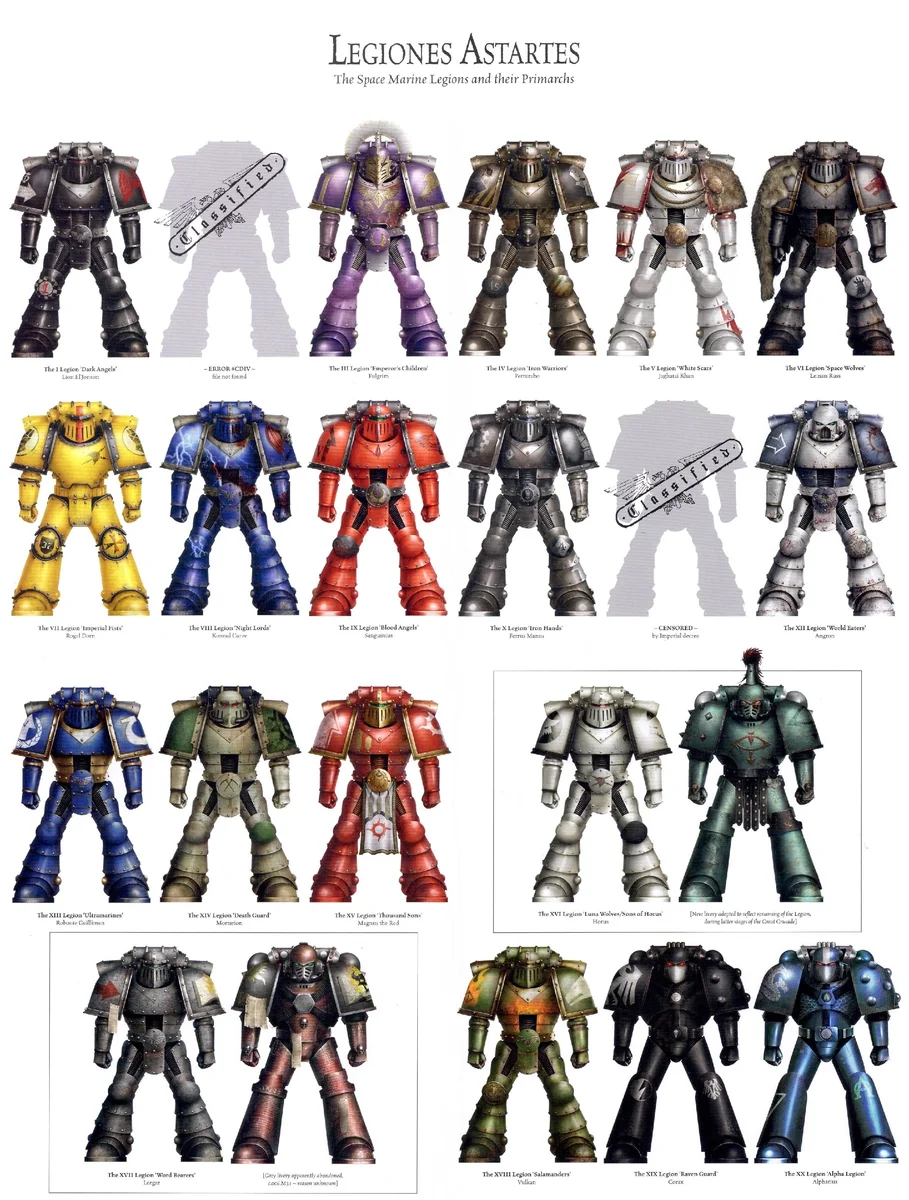 LEGIONES ASTARTES
The Space Marine Legions and their Primarchs
Classified
The I Legion 'Dark Angels'
Lion El'Jonson
– ERROR #CDIV –
file not found
The III Legion 'Emperor's Children'
Fulgrim
The IV Legion 'Iron Warriors'
Perturabo
The V Legion 'White Scars'
Jaghatai Khan
The VI Legion 'Space Wolves'
Leman Russ
Classified
The VII Legion 'Imperial Fists'
Rogal Dorn
The VIII Legion 'Night Lords'
Konrad Curze
The IX Legion 'Blood Angels'
Sanguinius
The X Legion 'Iron Hands'
Ferrus Manus
– CENSORED –
by Imperial decree
The XII Legion 'World Eaters'
Angron
The XIII Legion 'Ultramarines'
Roboute Guilliman
The XIV Legion 'Death Guard'
Mortarion
The XV Legion 'Thousand Sons'
Magnus the Red
The XVI Legion 'Luna Wolves/Sons of Horus'
Horus
[New livery adopted to reflect renaming of the Legion,
during latter stages of the Great Crusade]
The XVII Legion 'Word Bearers'
Lorgar
[Grey livery apparently abandoned,
– reason unknown]
The XVIII Legion 'Salamanders'
Vulkan
The XIX Legion 'Raven Guard'
Corax
The XX Legion 'Alpha Legion'
Alpharius